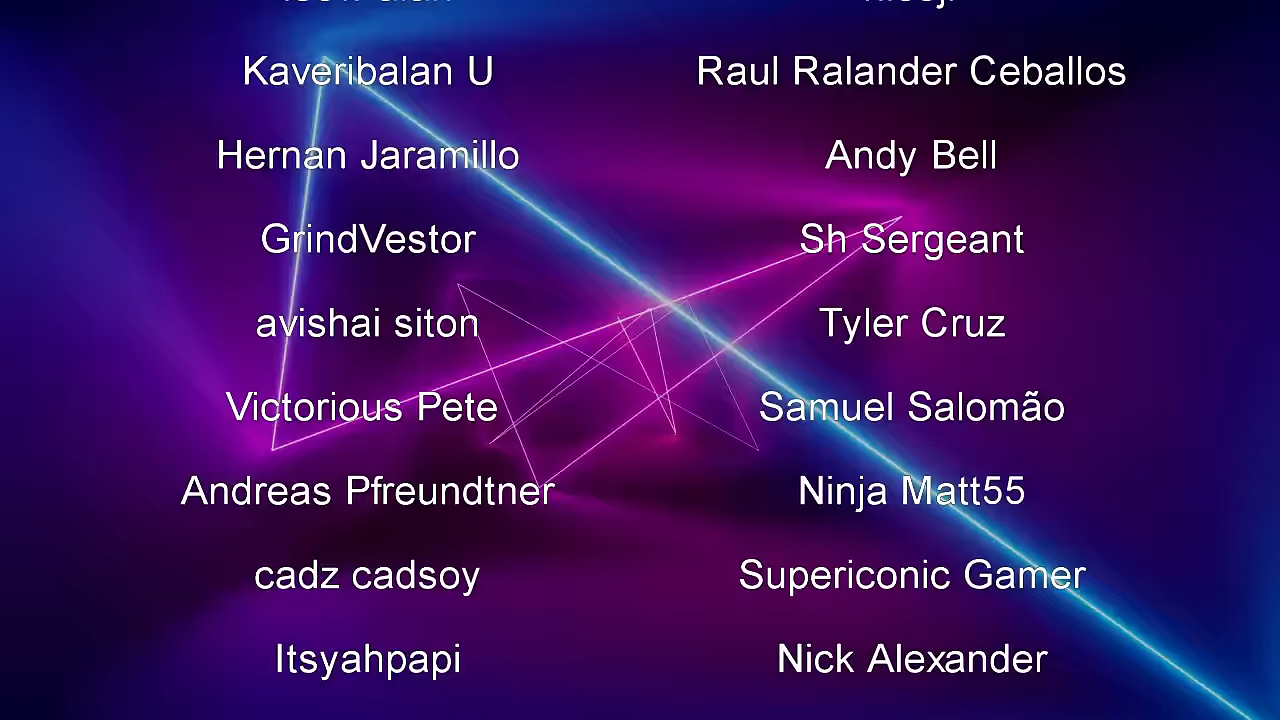 Kaveribalan U
Raul Ralander Ceballos
Hernan Jaramillo
Andy Bell
GrindVestor
Sh Sergeant
avishai siton
Tyler Cruz
Victorious Pete
Samuel Salomão
Andreas Pfreundtner
Ninja Matt55
cadz cadsoy
Supericonic Gamer
Itsyahpapi
Nick Alexander